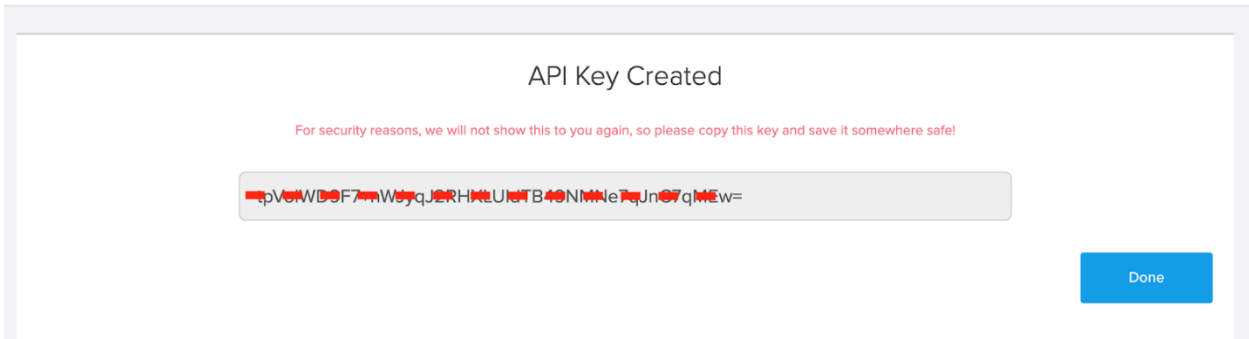 API Key Created
For security reasons, we will not show this to you again, so please copy this key and save it somewhere safe!
Done